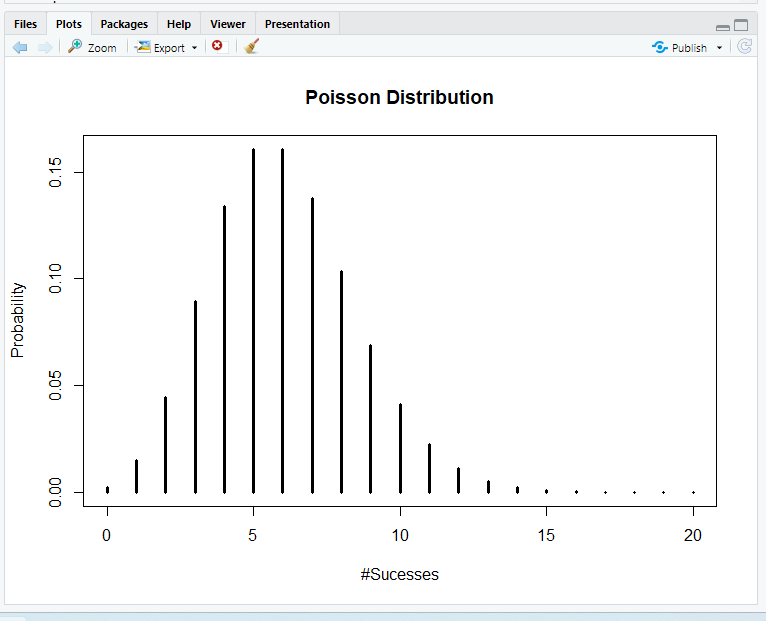 Files Plots Packages Help Viewer Presentation
Zoom Export Publish
Poisson Distribution
Probability
0.15
0.10
0.05
0.00
0 5 10 15 20
#Sucesses